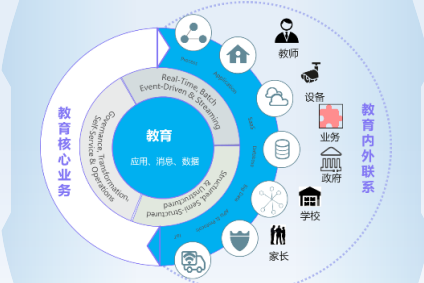 教育核心业务
Real-Time, Batch
Event-Driven & Streaming
Governance, Transformation,
Self-Service & Operations
Structured, Semi-Structured
& Unstructured
教育
应用、消息、数据
Application
教师
设备
业务
政府
学校
家长
教育内外联系